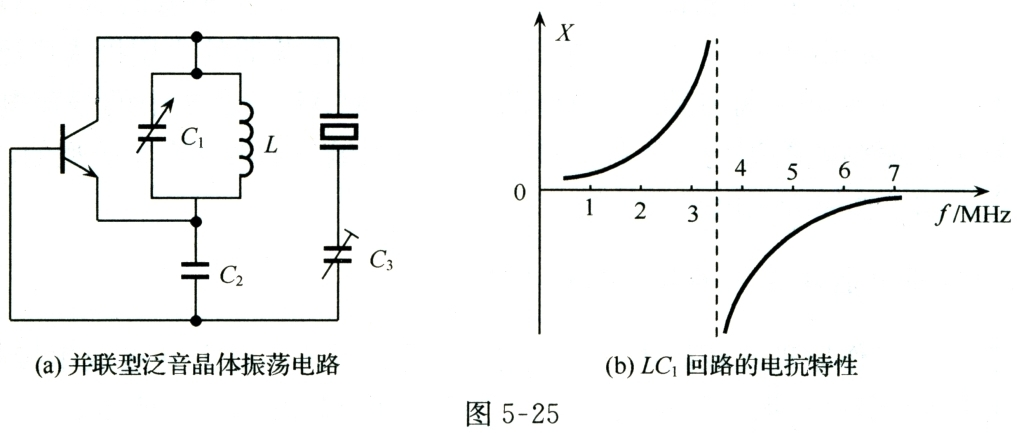 C₁
L
C₂
C₃
(a) 并联型泛音晶体振荡电路
X
0
1
2
3
4
5
6
7
f/MHz
(b) LC₁ 回路的电抗特性
图 5-25